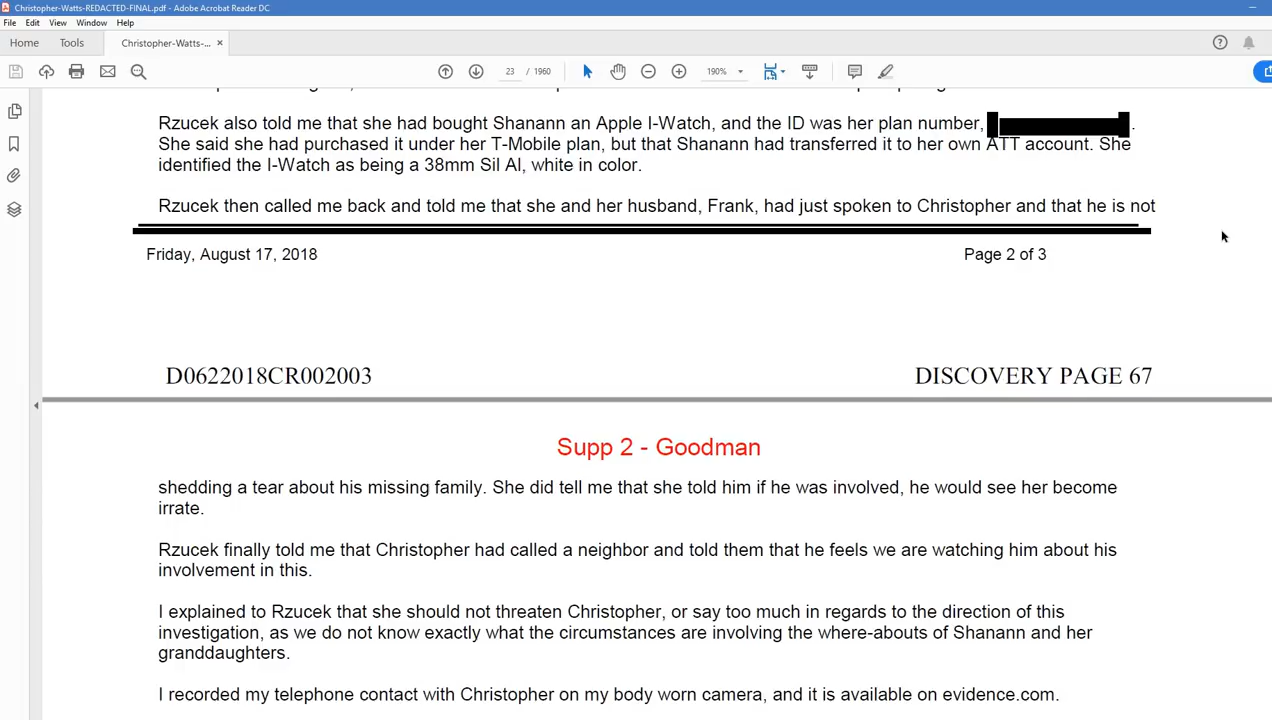 Christopher-Watts-REDACTED-FINAL.pdf - Adobe Acrobat Reader DC
File Edit View Window Help
Home Tools Christopher-Watts-... ×
23 / 1960 190%
Rzucek also told me that she had bought Shanann an Apple I-Watch, and the ID was her plan number, .
She said she had purchased it under her T-Mobile plan, but that Shanann had transferred it to her own ATT account. She
identified the I-Watch as being a 38mm Sil Al, white in color.
Rzucek then called me back and told me that she and her husband, Frank, had just spoken to Christopher and that he is not
Friday, August 17, 2018 Page 2 of 3
D0622018CR002003 DISCOVERY PAGE 67
Supp 2 - Goodman
shedding a tear about his missing family. She did tell me that she told him if he was involved, he would see her become
irrate.
Rzucek finally told me that Christopher had called a neighbor and told them that he feels we are watching him about his
involvement in this.
I explained to Rzucek that she should not threaten Christopher, or say too much in regards to the direction of this
investigation, as we do not know exactly what the circumstances are involving the where-abouts of Shanann and her
granddaughters.
I recorded my telephone contact with Christopher on my body worn camera, and it is available on evidence.com.